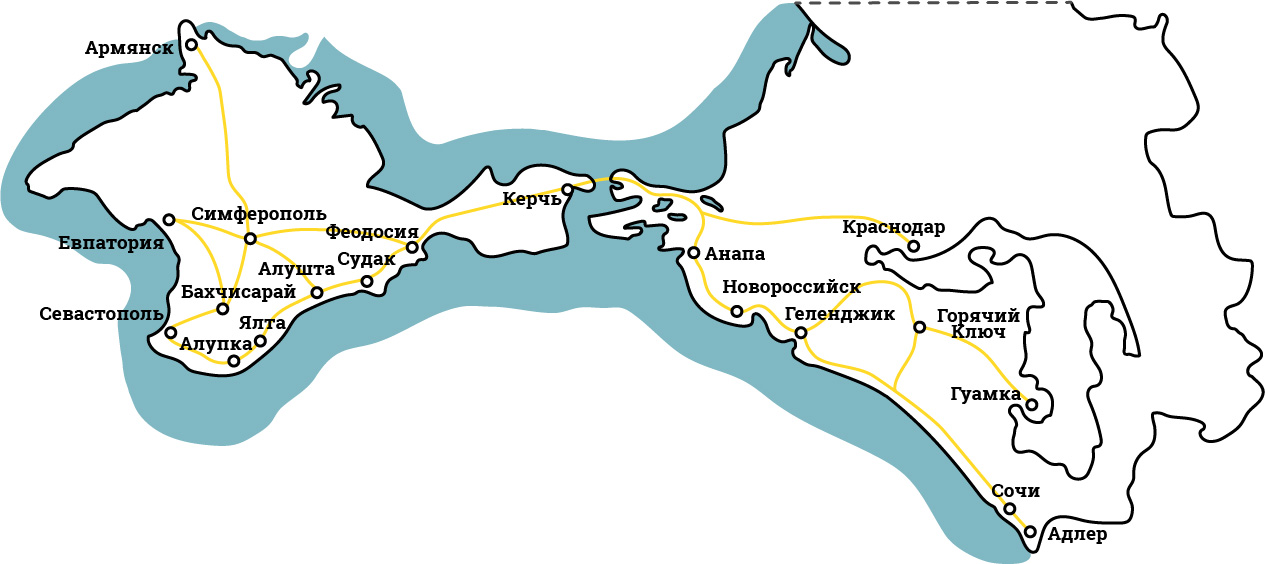 Армянск
Симферополь
Евпатория
Феодосия
Керчь
Судак
Алушта
Бахчисарай
Севастополь
Ялта
Алупка
Краснодар
Анапа
Новороссийск
Геленджик
Горячий
Ключ
Гуамка
Сочи
Адлер